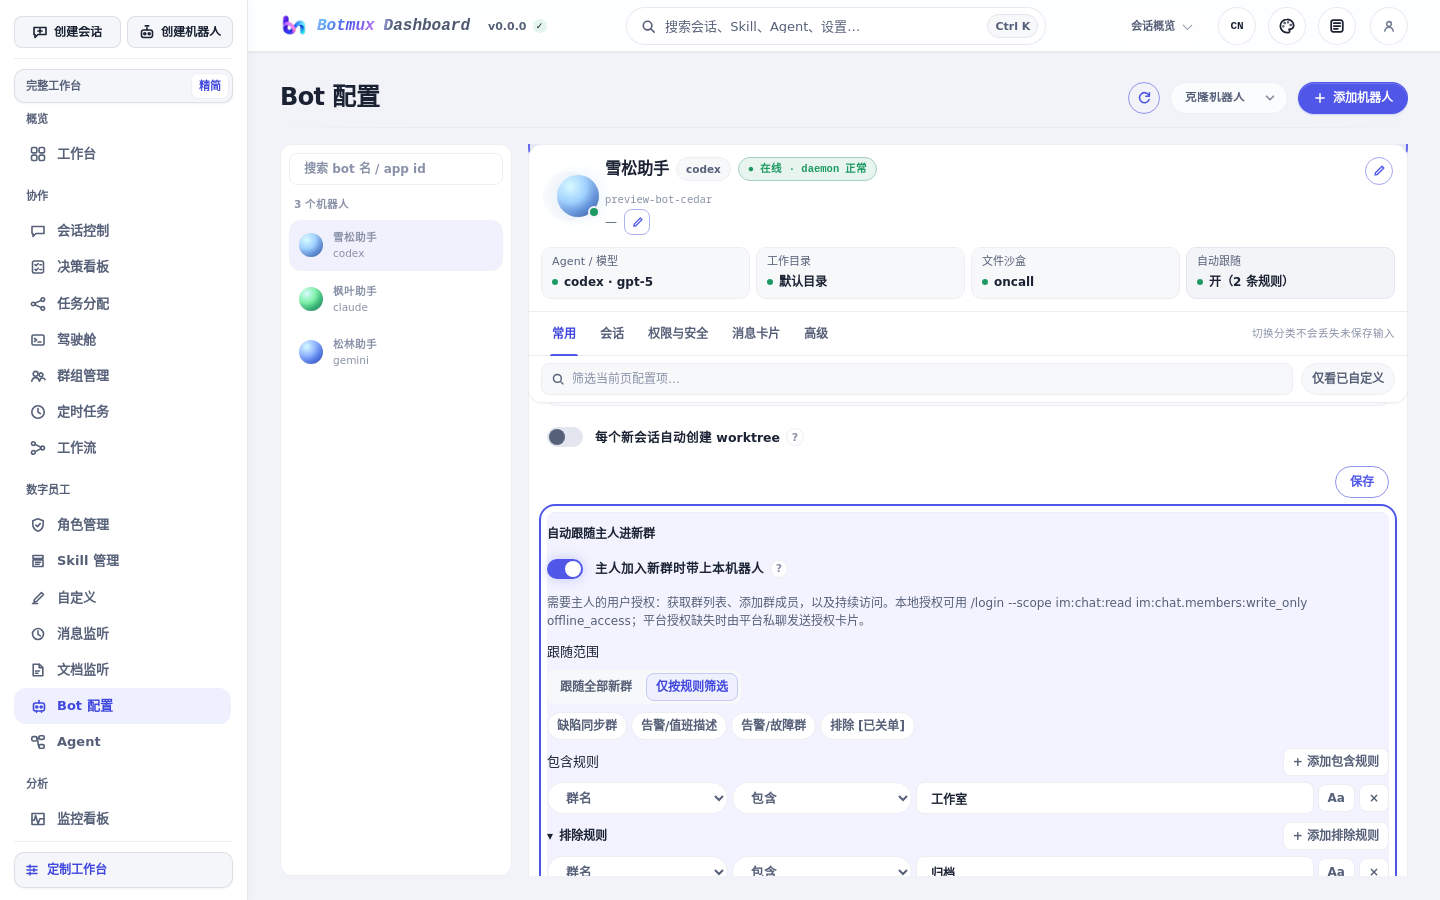 创建会话
创建机器人
完整工作台
精简
概览
工作台
协作
会话控制
决策看板
任务分配
驾驶舱
群组管理
定时任务
工作流
数字员工
角色管理
Skill 管理
自定义
消息监听
文档监听
Bot 配置
Agent
分析
监控看板
定制工作台
Botmux Dashboard
v0.0.0 ✓
搜索会话、Skill、Agent、设置...
Ctrl K
会话概览
CN
Bot 配置
克隆机器人
+ 添加机器人
搜索 bot 名 / app id
3 个机器人
雪松助手
codex
枫叶助手
claude
松林助手
gemini
雪松助手
codex
● 在线 · daemon 正常
preview-bot-cedar
—
Agent / 模型
codex · gpt-5
工作目录
默认目录
文件沙盒
oncall
自动跟随
开（2 条规则）
常用
会话
权限与安全
消息卡片
高级
切换分类不会丢失未保存输入
筛选当前页配置项...
仅看已自定义
每个新会话自动创建 worktree ?
保存
自动跟随主人进新群
主人加入新群时带上本机器人 ?
需要主人的用户授权：获取群列表、添加群成员，以及持续访问。本地授权可用 /login --scope im:chat:read im:chat.members:write_only
offline_access；平台授权缺失时由平台私聊发送授权卡片。
跟随范围
跟随全部新群
仅按规则筛选
缺陷同步群
告警/值班描述
告警/故障群
排除 [已关单]
包含规则
+ 添加包含规则
群名
包含
工作室
Aa
×
▾ 排除规则
+ 添加排除规则
群名
包含
归档
Aa
×